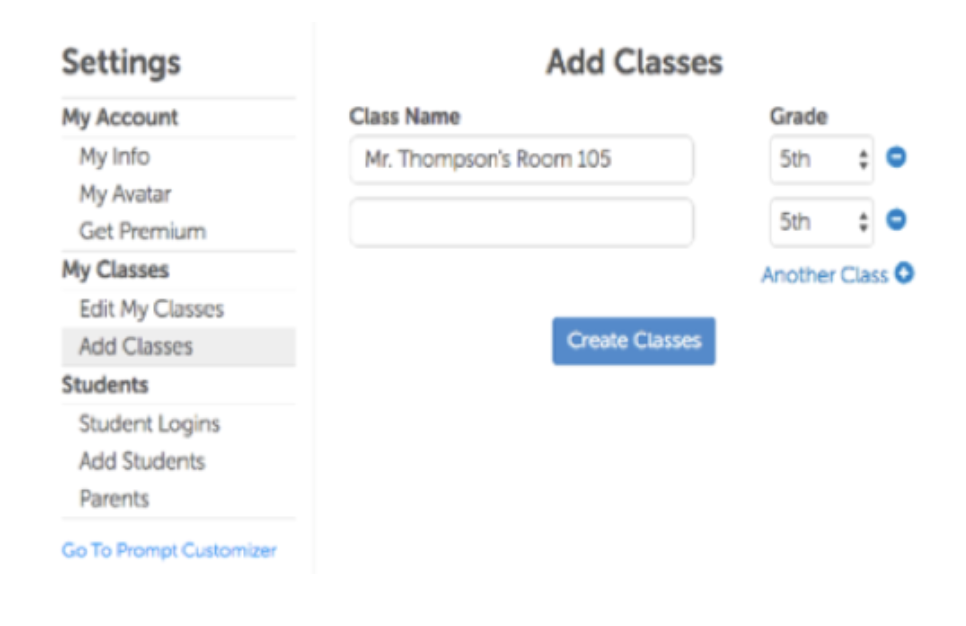 Settings
My Account
My Info
My Avatar
Get Premium
My Classes
Edit My Classes
Add Classes
Students
Student Logins
Add Students
Parents
Go To Prompt Customizer
Add Classes
Class Name Grade
Mr. Thompson's Room 105 5th
5th
Another Class
Create Classes